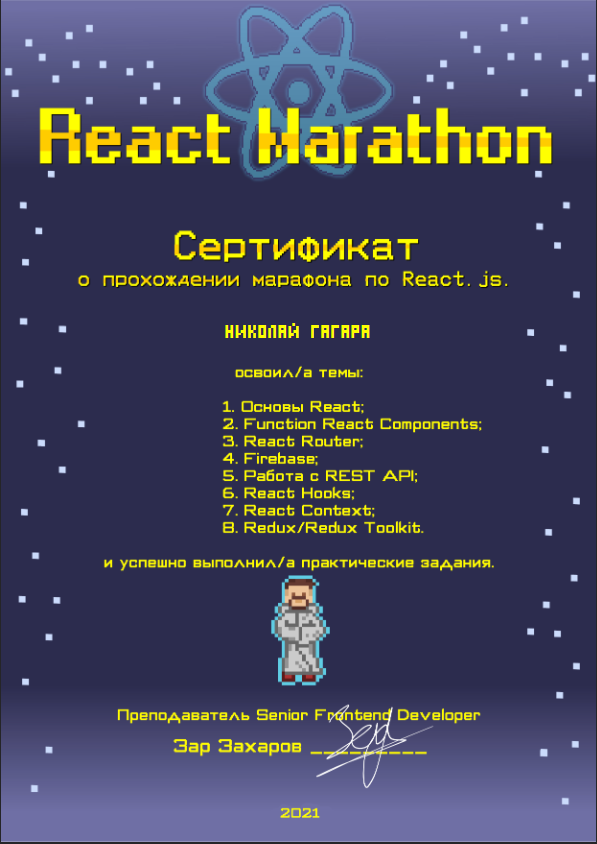 React Marathon
Сертификат
о прохождении марафона по React.js.
НИКОЛАЙ ГАГАРА
освоил/а темы:
1. Основы React;
2. Function React Components;
3. React Router;
4. Firebase;
5. Работа с REST API;
6. React Hooks;
7. React Context;
8. Redux/Redux Toolkit.
и успешно выполнил/а практические задания.
Преподаватель Senior Frontend Developer
Зар Захаров __________
2021